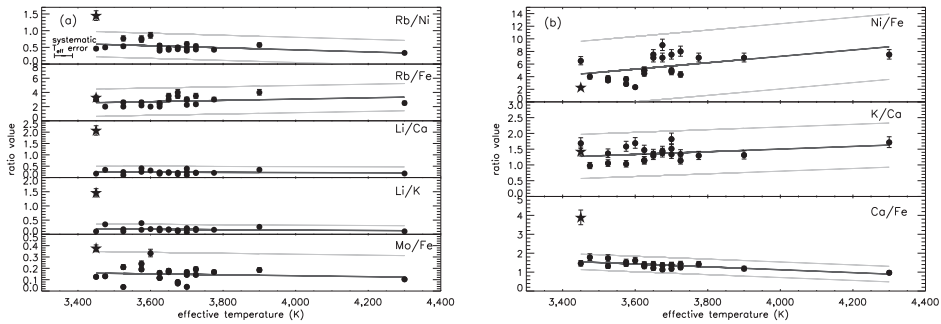 (a)
Rb/Ni
systematic
Teff error
1.5
1.0
0.5
0.0
Rb/Fe
8
6
4
2
0
Li/Ca
2.5
2.0
1.5
1.0
0.5
0.0
Li/K
2.0
1.5
1.0
0.5
0.0
Mo/Fe
0.4
0.3
0.2
0.1
0.0
ratio value
3,400 3,600 3,800 4,000 4,200 4,400
effective temperature (K)
(b)
Ni/Fe
14
12
10
8
6
4
2
0
K/Ca
3.0
2.5
2.0
1.5
1.0
0.5
0.0
Ca/Fe
5
4
3
2
1
0
ratio value
3,400 3,600 3,800 4,000 4,200 4,400
effective temperature (K)